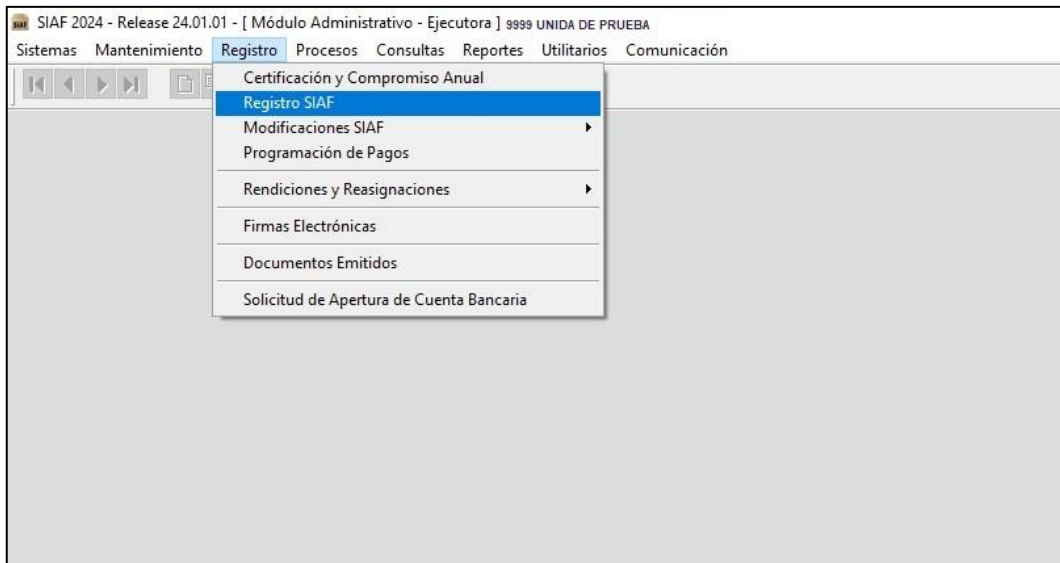 SIAF 2024 - Release 24.01.01 - [ Módulo Administrativo - Ejecutora ] 9999 UNIDA DE PRUEBA
Sistemas Mantenimiento Registro Procesos Consultas Reportes Utilitarios Comunicación
Certificación y Compromiso Anual
Registro SIAF
Modificaciones SIAF
Programación de Pagos
Rendiciones y Reasignaciones
Firmas Electrónicas
Documentos Emitidos
Solicitud de Apertura de Cuenta Bancaria